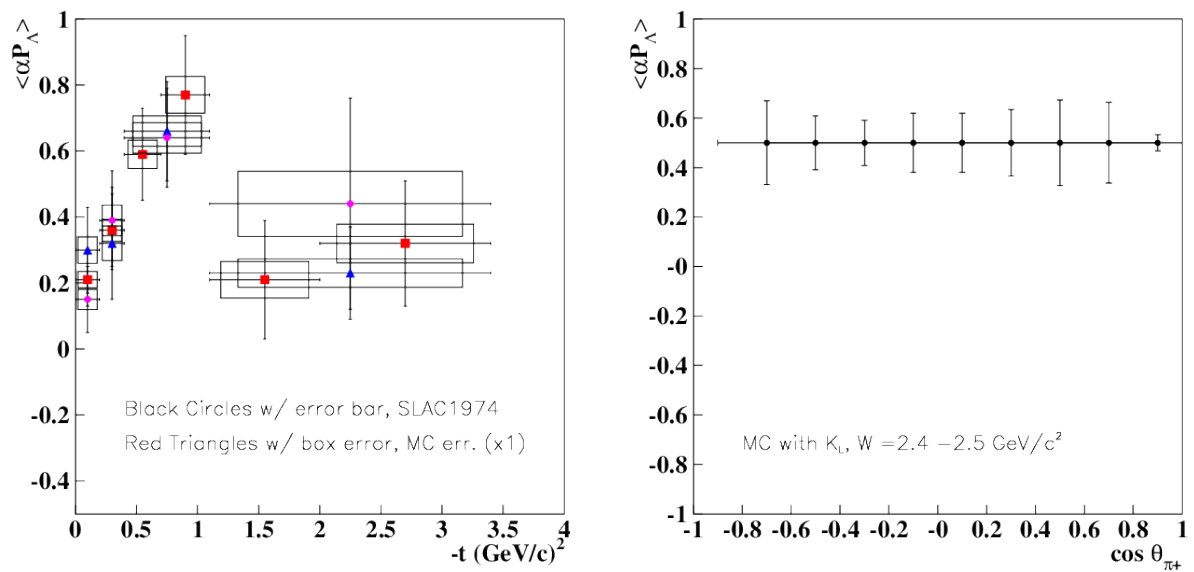 <αP_Λ>
1
0.8
0.6
0.4
0.2
0
-0.2
-0.4
Black Circles w/ error bar, SLAC1974
Red Triangles w/ box error, MC err. (x1)
0 0.5 1 1.5 2 2.5 3 3.5 4
-t (GeV/c)²
<αP_Λ>
1
0.8
0.6
0.4
0.2
-0
-0.2
-0.4
-0.6
-0.8
-1
MC with K_L, W =2.4 −2.5 GeV/c²
-1 -0.8 -0.6 -0.4 -0.2 -0 0.2 0.4 0.6 0.8 1
cos θ_π+